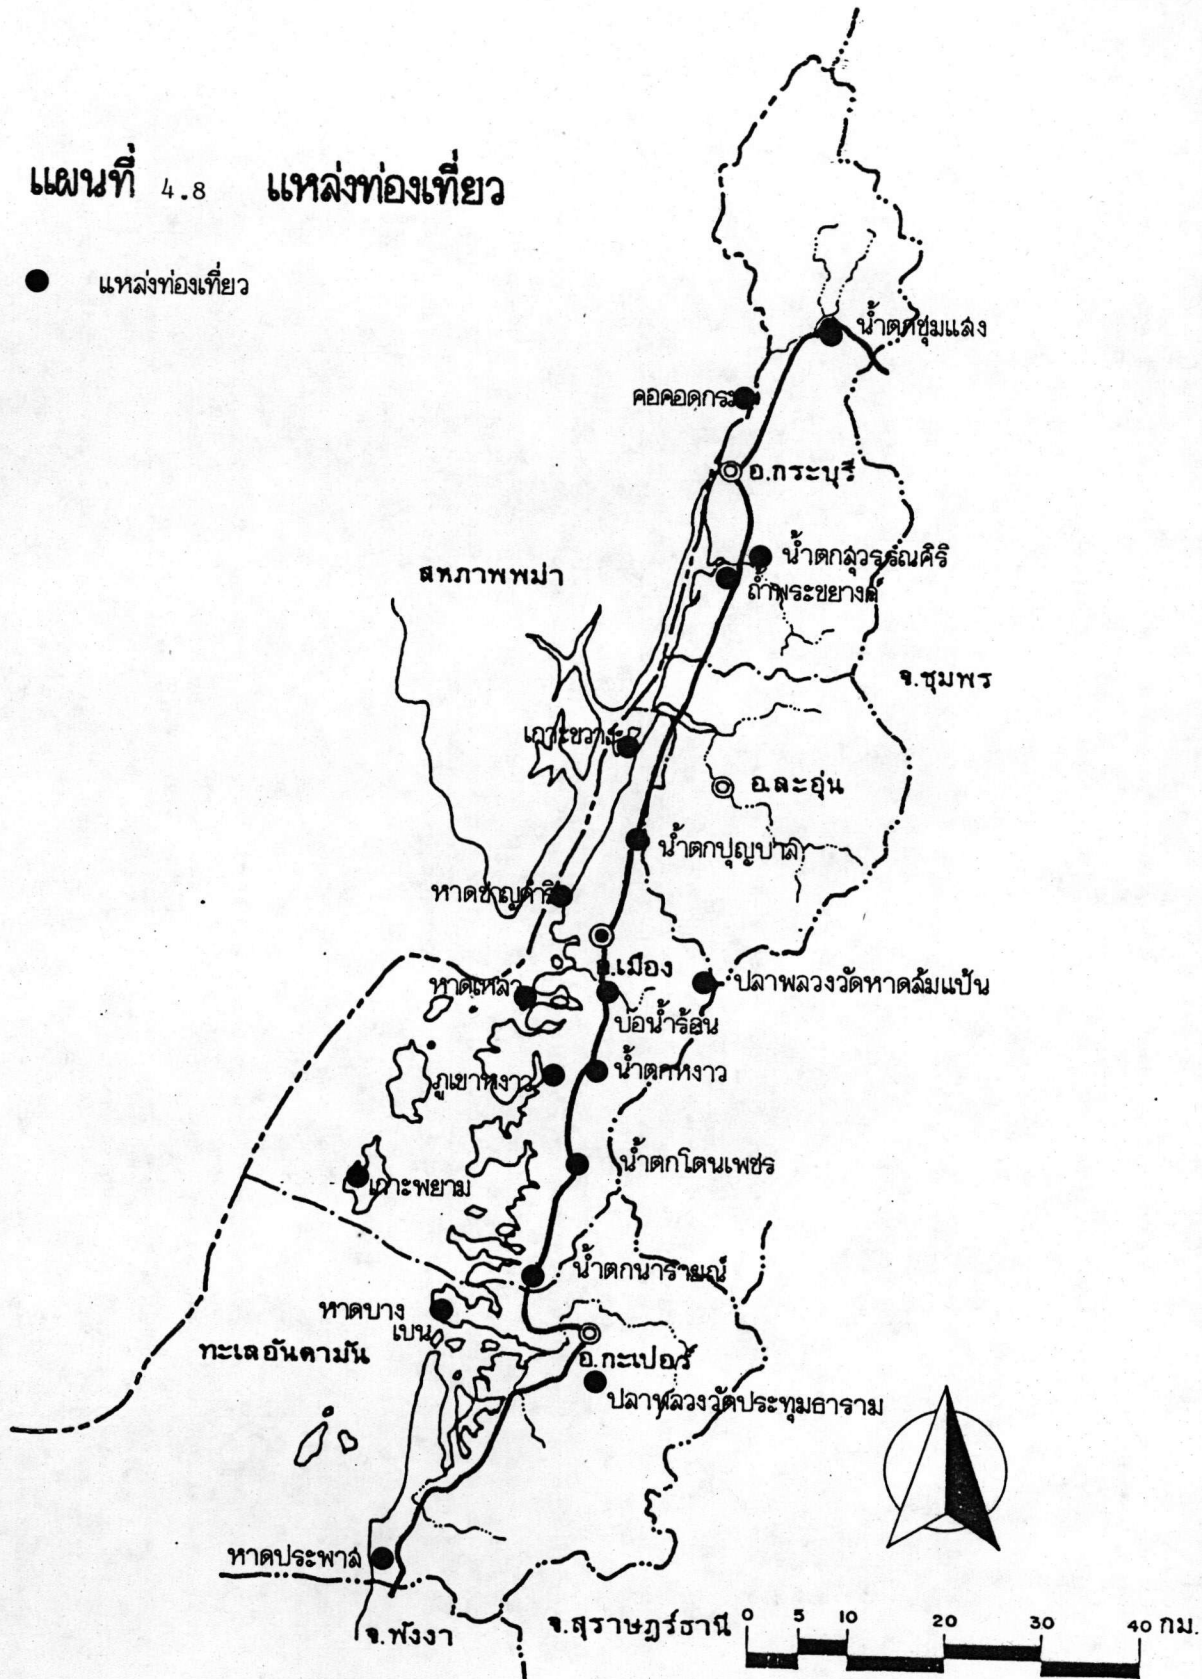 แผนที่ 4.8 แหล่งท่องเที่ยว
แหล่งท่องเที่ยว
น้ำตกชุมแสง
คอคอดกระ
อ.กระบุรี
น้ำตกสุวรรณคิริ
ถ้ำพระขยางค์
สหภาพพม่า
จ.ชุมพร
เกาะขวาง
อ.ละอุ่น
น้ำตกปุญบาล
หาดชาญดำริ
อ.เมือง
หาดเหล่า
ปลาพลวงวัดหาดส้มแป้น
บ่อน้ำร้อน
ภูเขาหงาว
น้ำตกหงาว
น้ำตกโตนเพชร
เกาะพยาม
น้ำตกนารายณ์
หาดบาง
เบน
ทะเลอันดามัน
อ.กะเปอร์
ปลาพลวงวัดประทุมธาราม
หาดประพาส
จ.พังงา
จ.สุราษฎร์ธานี
0 5 10 20 30 40 กม.